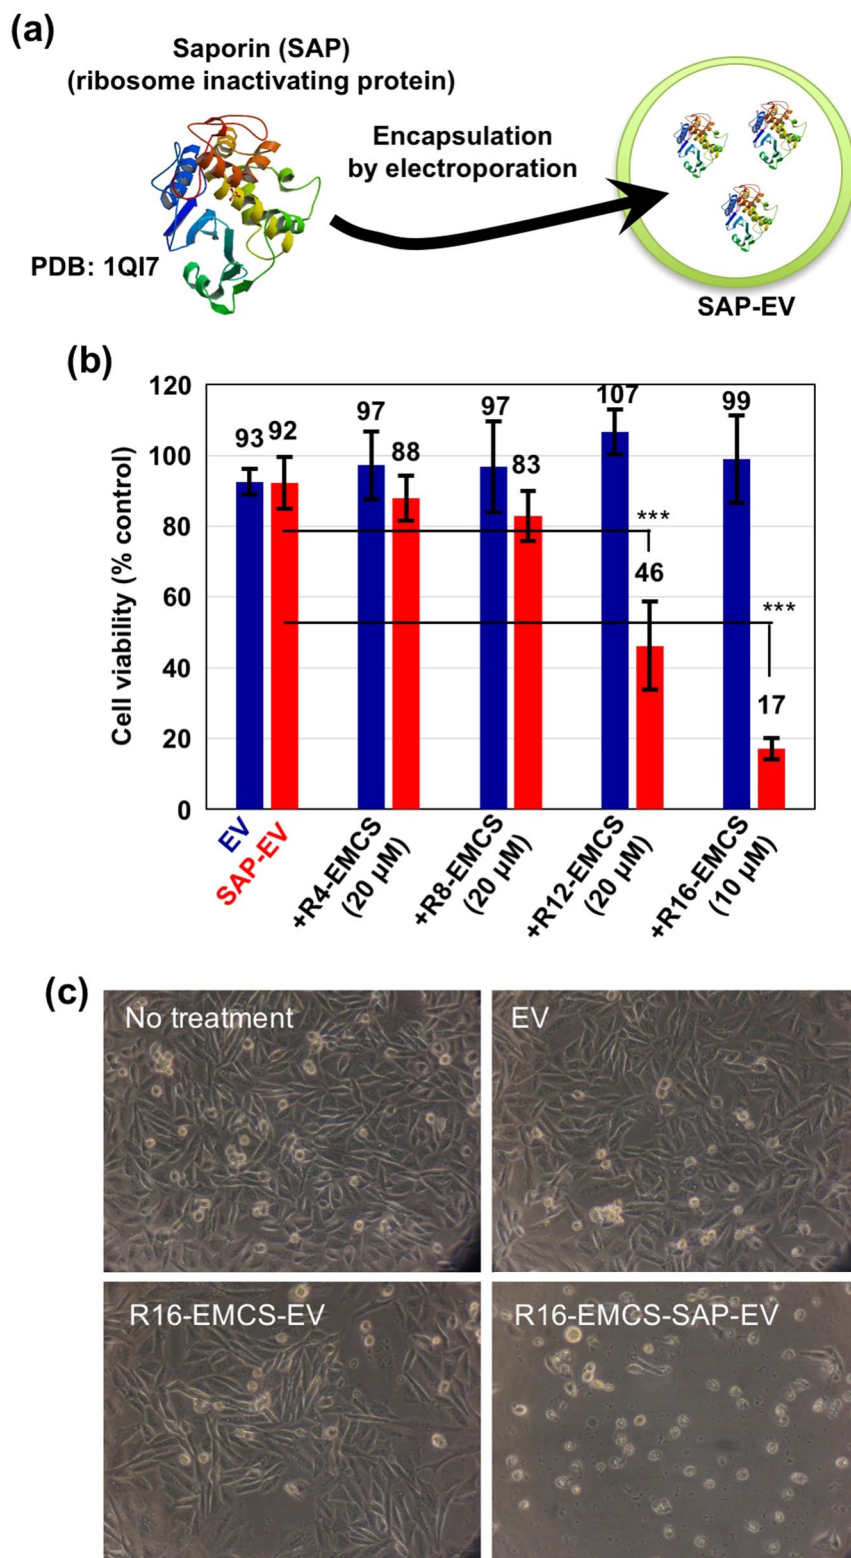 (a)
Saporin (SAP)
(ribosome inactivating protein)
Encapsulation
by electroporation
PDB: 1QI7
SAP-EV
(b)
Cell viability (% control)
120
100
80
60
40
20
0
93
92
97
88
97
83
107
46
99
17
***
***
EV
SAP-EV
+R4-EMCS
(20 μM)
+R8-EMCS
(20 μM)
+R12-EMCS
(20 μM)
+R16-EMCS
(10 μM)
(c)
No treatment
EV
R16-EMCS-EV
R16-EMCS-SAP-EV